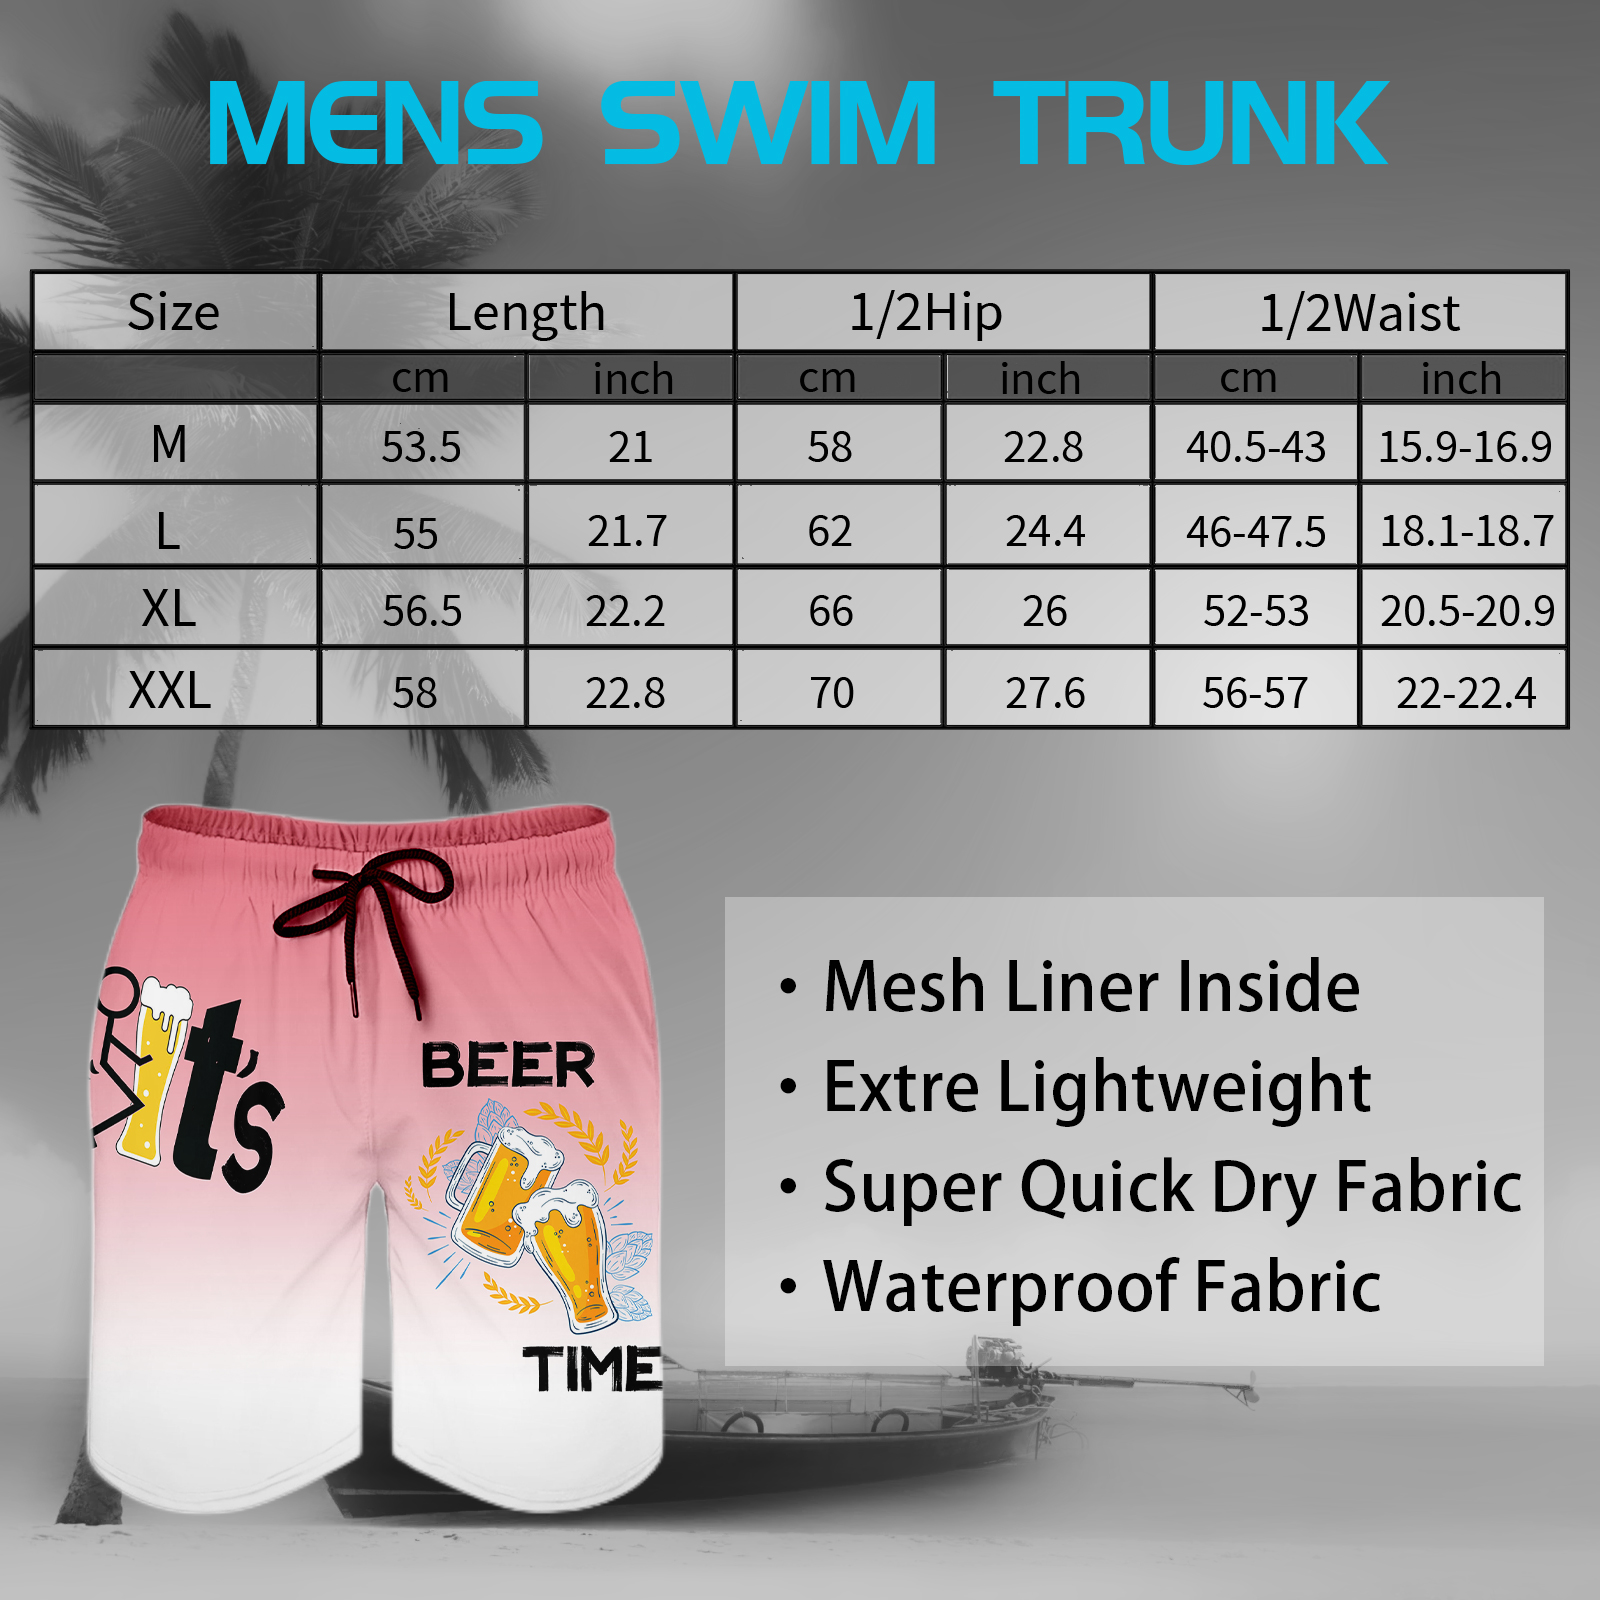 MENS SWIM TRUNK
Size Length 1/2Hip 1/2Waist
cm inch cm inch cm inch
M 53.5 21 58 22.8 40.5-43 15.9-16.9
L 55 21.7 62 24.4 46-47.5 18.1-18.7
XL 56.5 22.2 66 26 52-53 20.5-20.9
XXL 58 22.8 70 27.6 56-57 22-22.4
It's
BEER
TIME
• Mesh Liner Inside
• Extre Lightweight
• Super Quick Dry Fabric
• Waterproof Fabric